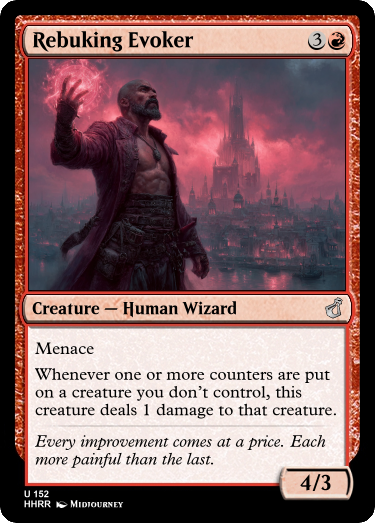 Rebuking Evoker 3
Creature — Human Wizard
Menace
Whenever one or more counters are put
on a creature you don't control, this
creature deals 1 damage to that creature.
Every improvement comes at a price. Each
more painful than the last.
4/3
U 152
HHRR Midjourney